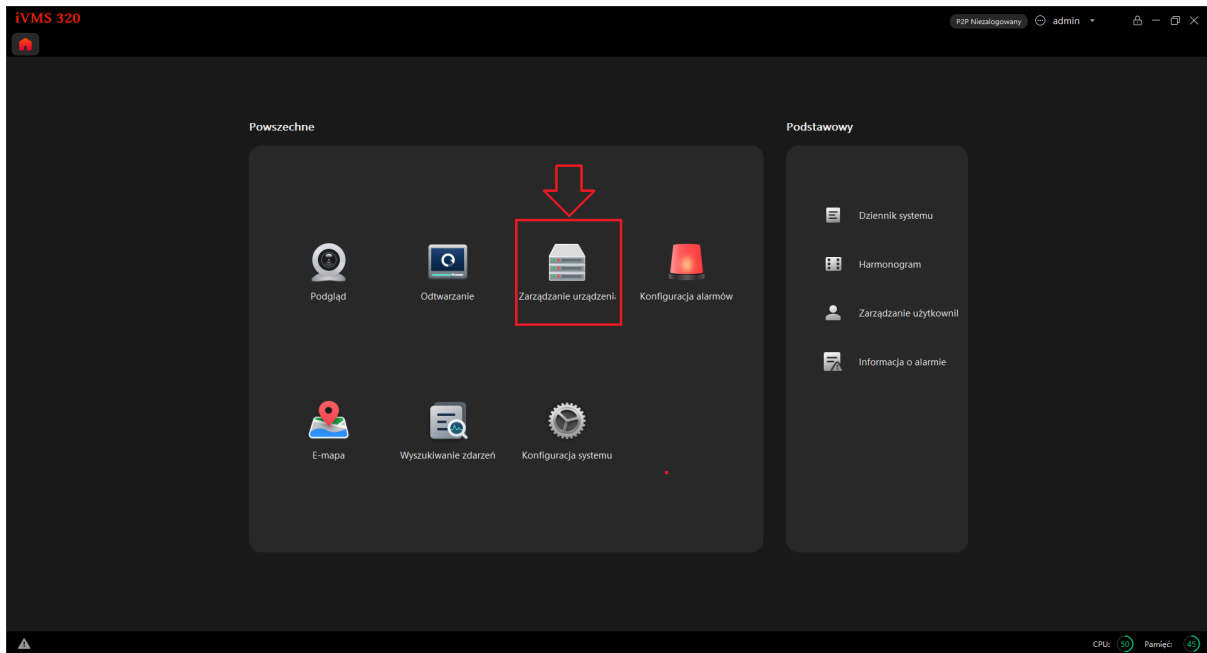 iVMS 320
P2P Niezalogowany admin
Powszechne
Podstawowy
Podgląd
Odtwarzanie
Zarządzanie urządzeni
Konfiguracja alarmów
E-mapa
Wyszukiwanie zdarzeń
Konfiguracja systemu
Dziennik systemu
Harmonogram
Zarządzanie użytkownil
Informacja o alarmie
CPU: 50 Pamięć: 45